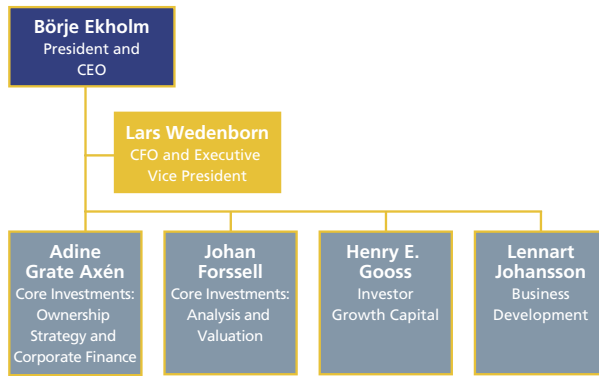 Börje Ekholm
President and
CEO
Lars Wedenborn
CFO and Executive
Vice President
Adine
Grate Axén
Core Investments:
Ownership
Strategy and
Corporate Finance
Johan
Forssell
Core Investments:
Analysis and
Valuation
Henry E.
Gooss
Investor
Growth Capital
Lennart
Johansson
Business
Development